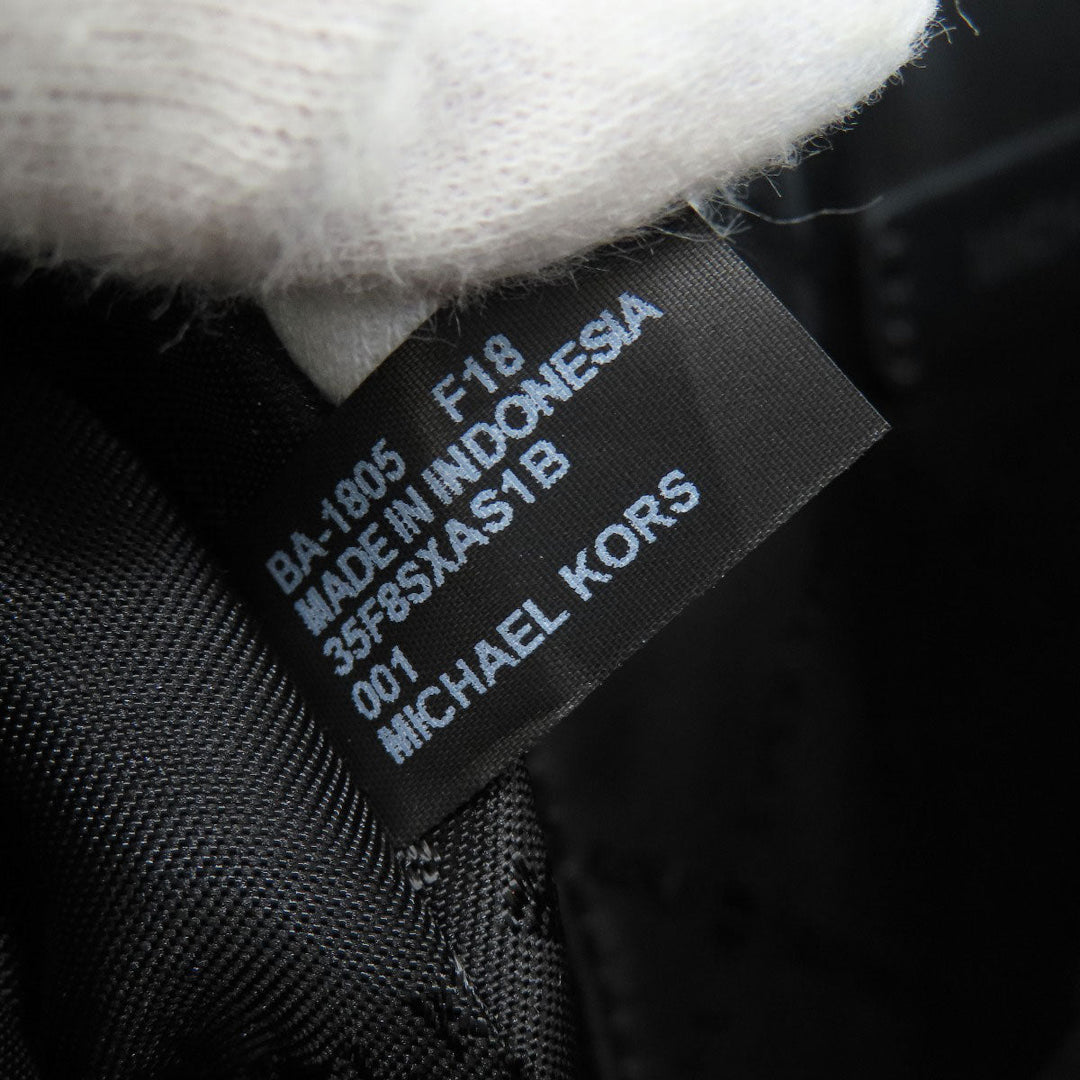 BA-1805 F18
MADE IN INDONESIA
35F8SXAS1B
001
MICHAEL KORS